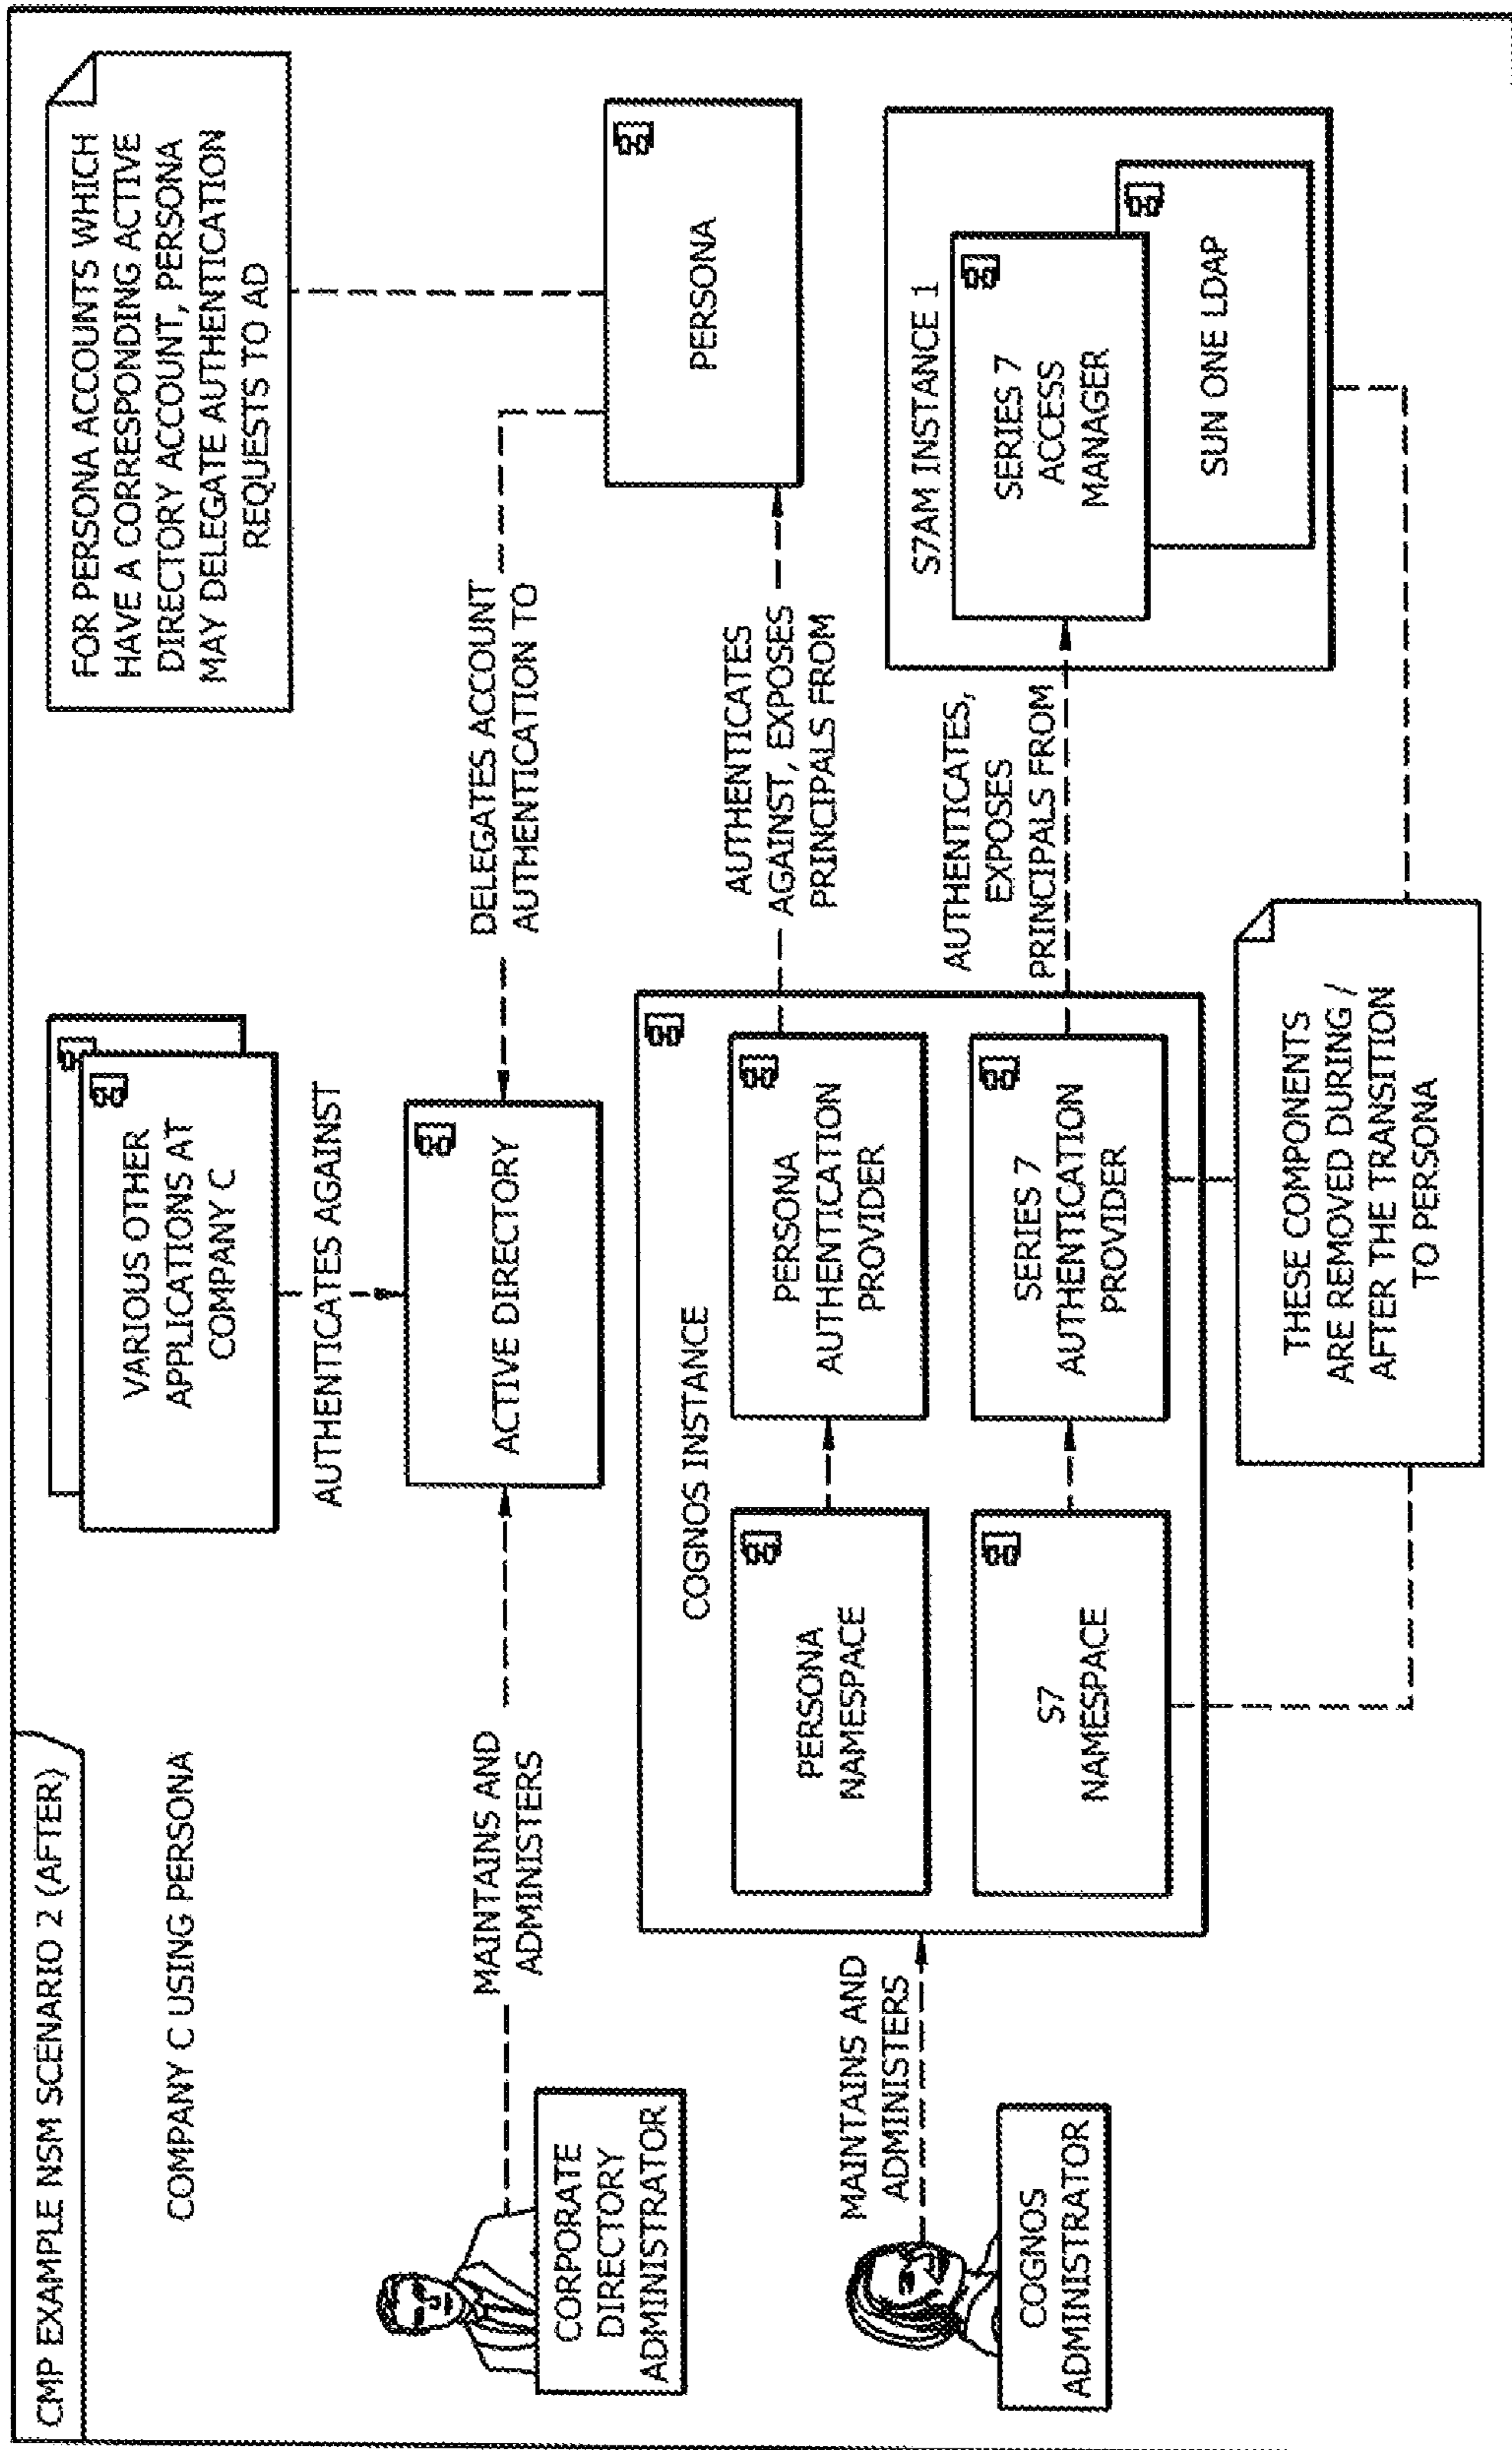 CMP EXAMPLE NSM SCENARIO 2 (AFTER)
COMPANY C USING PERSONA
VARIOUS OTHER
APPLICATIONS AT
COMPANY C
FOR PERSONA ACCOUNTS WHICH
HAVE A CORRESPONDING ACTIVE
DIRECTORY ACCOUNT, PERSONA
MAY DELEGATE AUTHENTICATION
REQUESTS TO AD
AUTHENTICATES AGAINST
CORPORATE
DIRECTORY
ADMINISTRATOR
MAINTAINS AND
ADMINISTERS
ACTIVE DIRECTORY
DELEGATES ACCOUNT
AUTHENTICATION TO
PERSONA
COGNOS INSTANCE
PERSONA
NAMESPACE
PERSONA
AUTHENTICATION
PROVIDER
AUTHENTICATES
AGAINST, EXPOSES
PRINCIPALS FROM
COGNOS
ADMINISTRATOR
MAINTAINS AND
ADMINISTERS
S7
NAMESPACE
SERIES 7
AUTHENTICATION
PROVIDER
AUTHENTICATES,
EXPOSES
PRINCIPALS FROM
S7AM INSTANCE 1
SERIES 7
ACCESS
MANAGER
SUN ONE LDAP
THESE COMPONENTS
ARE REMOVED DURING /
AFTER THE TRANSITION
TO PERSONA